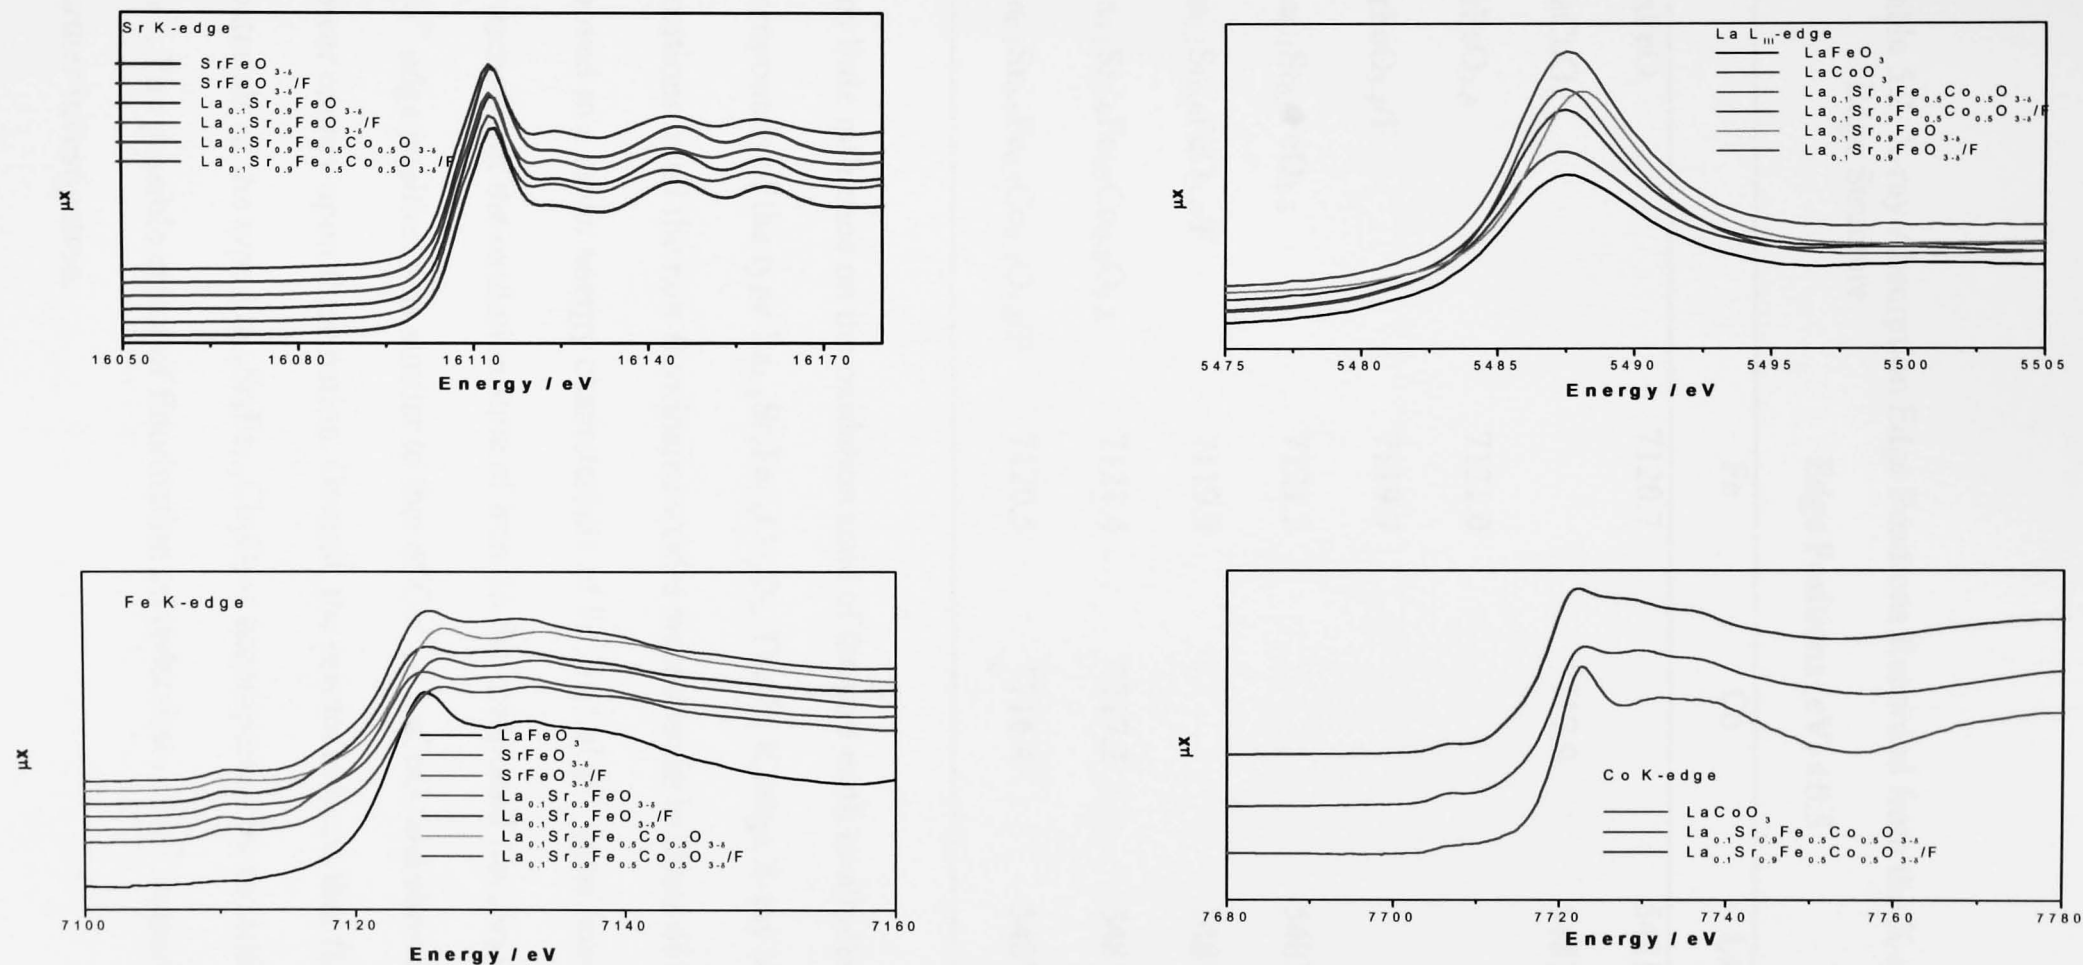 Sr K-edge
SrFeO₃₋δ
SrFeO₃₋δ/F
La₀.₁Sr₀.₉FeO₃₋δ
La₀.₁Sr₀.₉FeO₃₋δ/F
La₀.₁Sr₀.₉Fe₀.₅Co₀.₅O₃₋δ
La₀.₁Sr₀.₉Fe₀.₅Co₀.₅O₃₋δ/F
μx
16050 16080 16110 16140 16170
Energy / eV
La L_III-edge
LaFeO₃
LaCoO₃
La₀.₁Sr₀.₉Fe₀.₅Co₀.₅O₃₋δ
La₀.₁Sr₀.₉Fe₀.₅Co₀.₅O₃₋δ/F
La₀.₁Sr₀.₉FeO₃₋δ
La₀.₁Sr₀.₉FeO₃₋δ/F
μx
5475 5480 5485 5490 5495 5500 5505
Energy / eV
Fe K-edge
LaFeO₃
SrFeO₃₋δ
SrFeO₃₋δ/F
La₀.₁Sr₀.₉FeO₃₋δ
La₀.₁Sr₀.₉FeO₃₋δ/F
La₀.₁Sr₀.₉Fe₀.₅Co₀.₅O₃₋δ
La₀.₁Sr₀.₉Fe₀.₅Co₀.₅O₃₋δ/F
μx
7100 7120 7140 7160
Energy / eV
Co K-edge
LaCoO₃
La₀.₁Sr₀.₉Fe₀.₅Co₀.₅O₃₋δ
La₀.₁Sr₀.₉Fe₀.₅Co₀.₅O₃₋δ/F
μx
7680 7700 7720 7740 7760 7780
Energy / eV